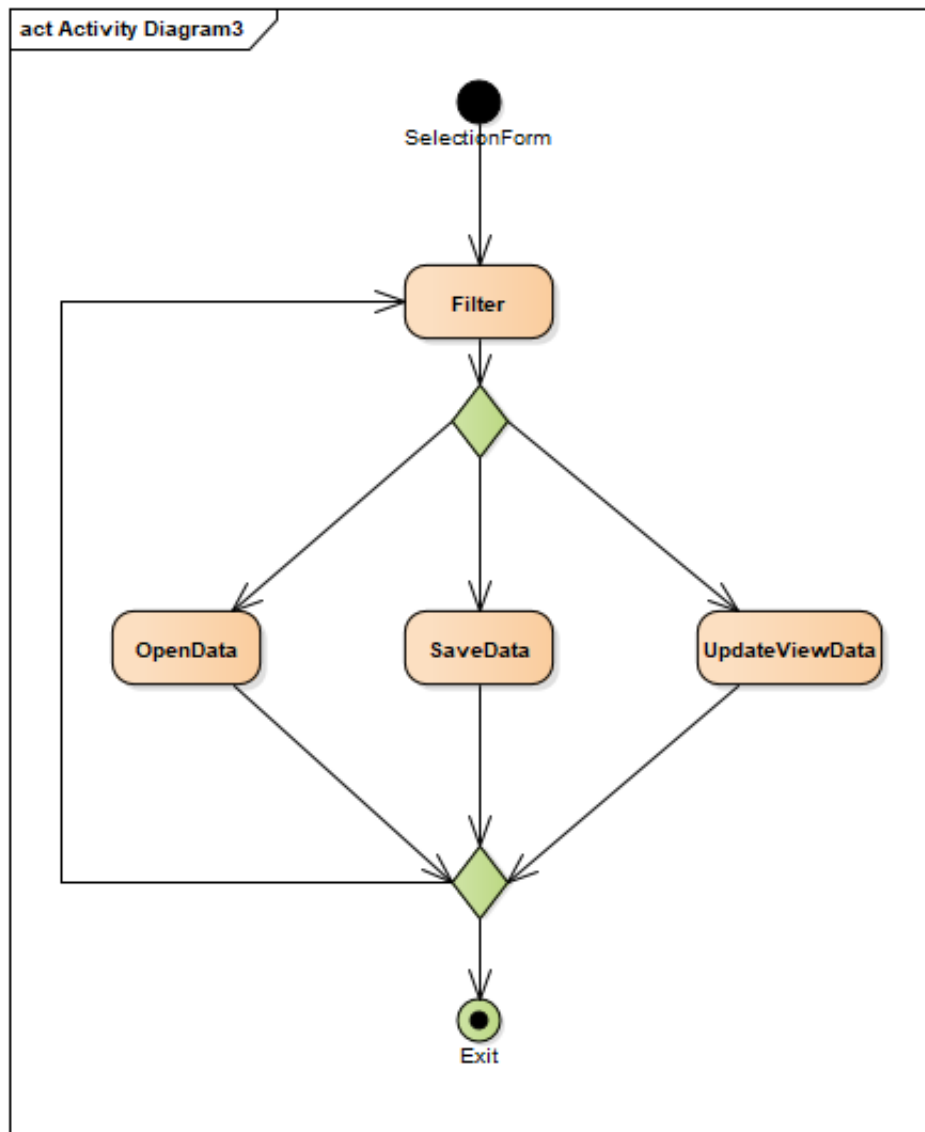 act Activity Diagram3
SelectionForm
Filter
OpenData
SaveData
UpdateViewData
Exit